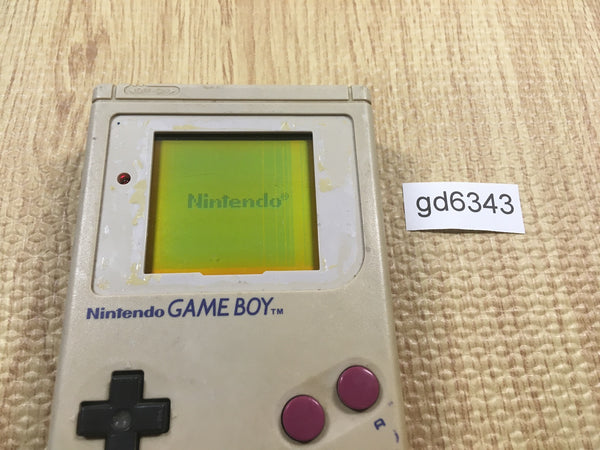 Nintendo®
gd6343
Nintendo GAME BOY™
A